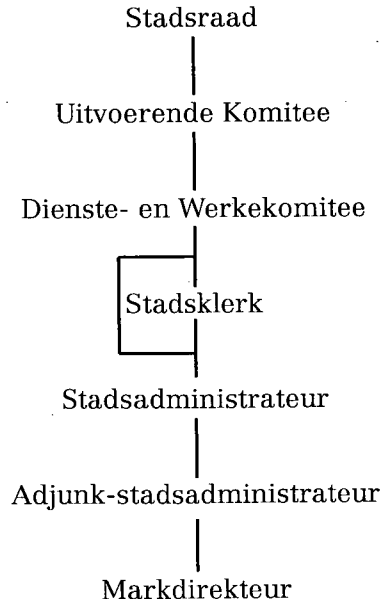 Stadsraad
Uitvoerende Komitee
Dienste- en Werkekomitee
Stadsklerk
Stadsadministrateur
Adjunk-stadsadministrateur
Markdirekteur